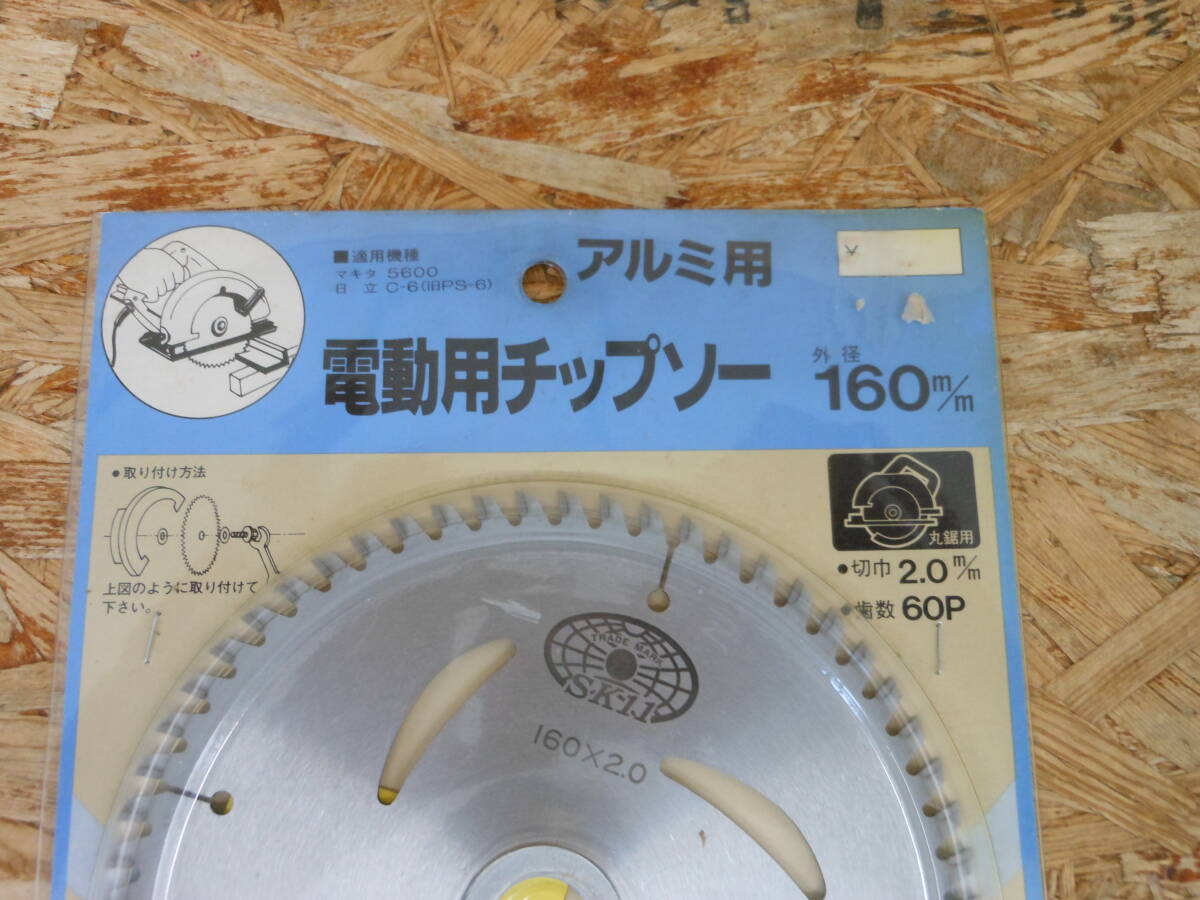 ■適用機種
マキタ 5600
日立 C-6(旧PS-6)
アルミ用
¥
電動用チップソー
外径
160m/m
●取り付け方法
上図のように取り付けて
下さい。
丸鋸用
●切巾 2.0m/m
●歯数 60P
TRADE MARK
S.K-11
160×2.0